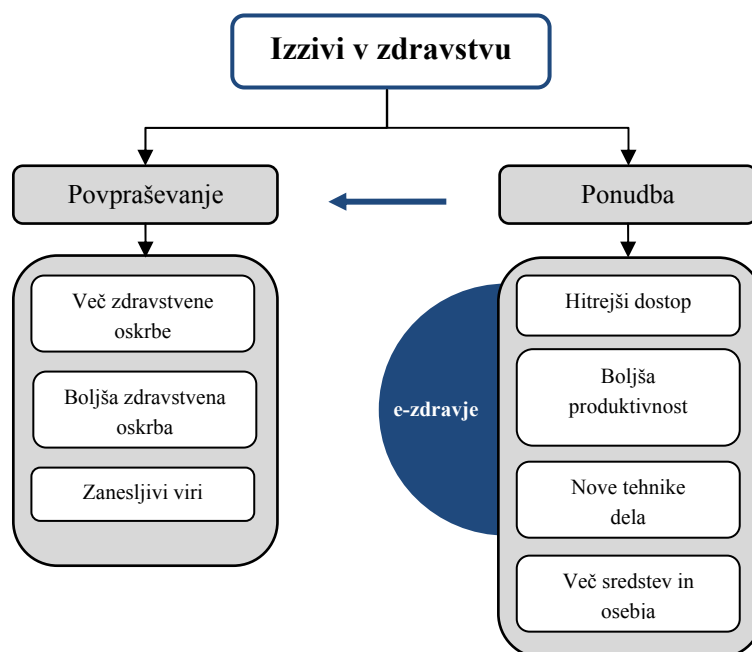 Izzivi v zdravstvu
Povpraševanje
Ponudba
Več zdravstvene
oskrbe
Boljša zdravstvena
oskrba
Zanesljivi viri
e-zdravje
Hitrejši dostop
Boljša
produktivnost
Nove tehnike
dela
Več sredstev in
osebja